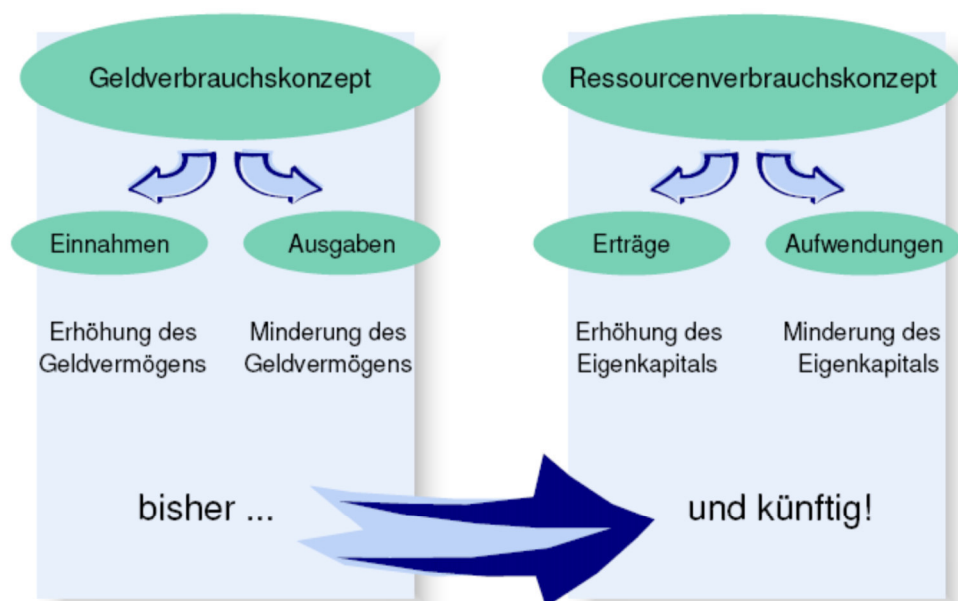 Geldverbrauchskonzept
Einnahmen
Ausgaben
Erhöhung des
Geldvermögens
Minderung des
Geldvermögens
bisher ...
Ressourcenverbrauchskonzept
Erträge
Aufwendungen
Erhöhung des
Eigenkapitals
Minderung des
Eigenkapitals
und künftig!